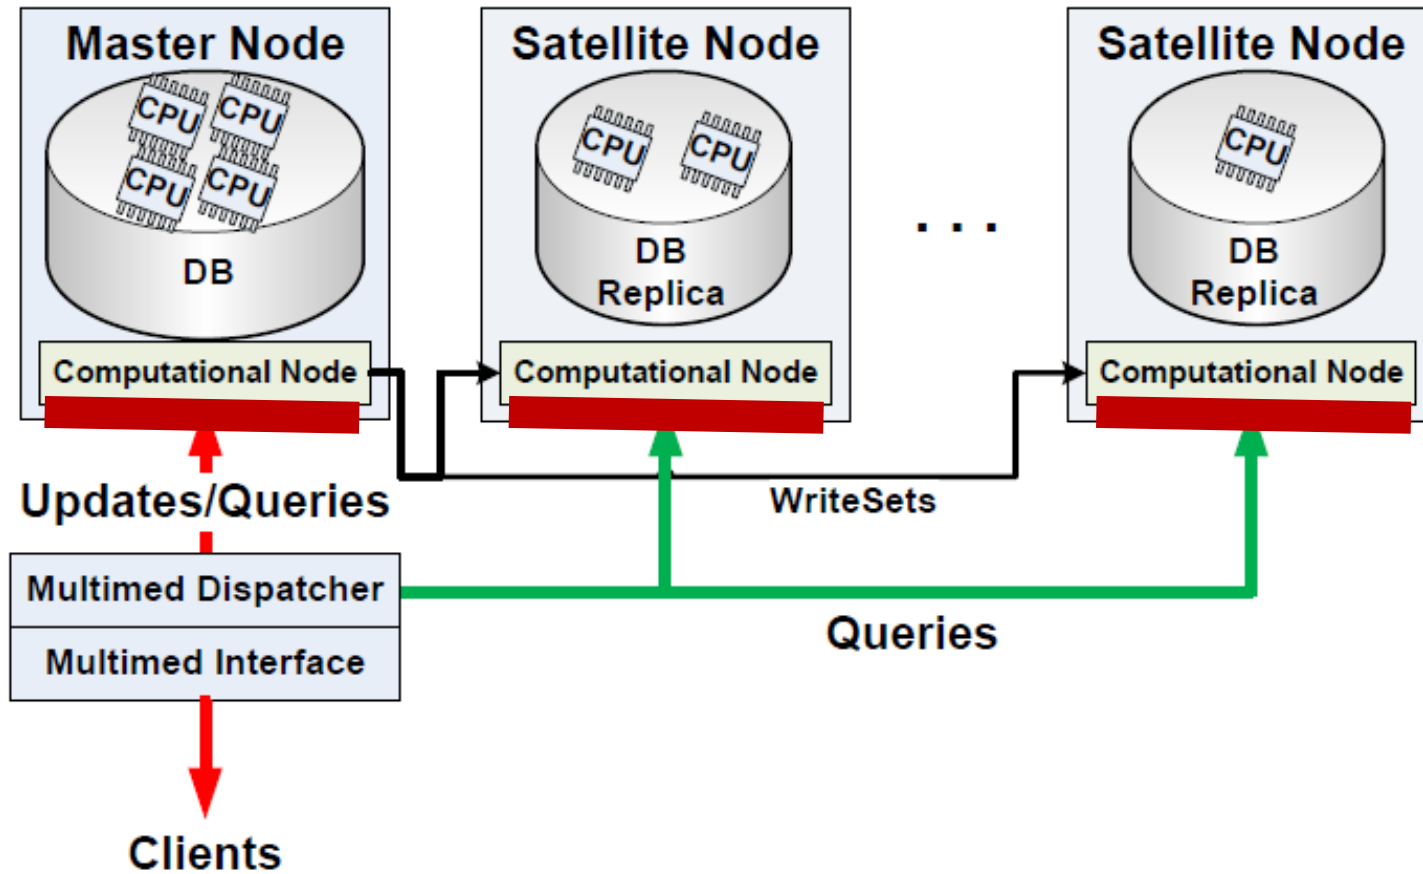 Master Node
CPU CPU
CPU CPU
DB
Computational Node
Satellite Node
CPU CPU
DB
Replica
Computational Node
. . .
Satellite Node
CPU
DB
Replica
Computational Node
WriteSets
Updates/Queries
Multimed Dispatcher
Multimed Interface
Queries
Clients